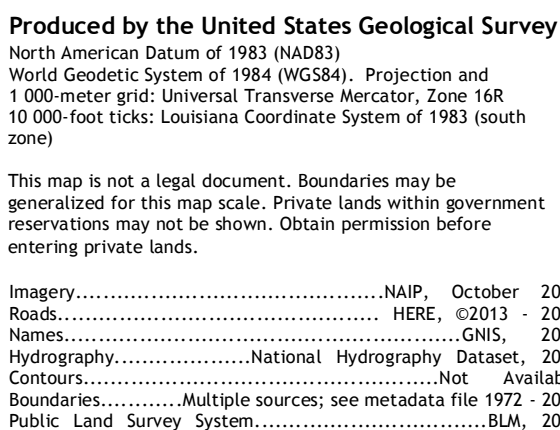 Produced by the United States Geological Survey
North American Datum of 1983 (NAD83)
World Geodetic System of 1984 (WGS84). Projection and
1 000-meter grid: Universal Transverse Mercator, Zone 16R
10 000-foot ticks: Louisiana Coordinate System of 1983 (south
zone)
This map is not a legal document. Boundaries may be
generalized for this map scale. Private lands within government
reservations may not be shown. Obtain permission before
entering private lands.
Imagery.............................................NAIP, October 20
Roads.............................................. HERE, ©2013 - 20
Names........................................................GNIS, 20
Hydrography....................National Hydrography Dataset, 20
Contours....................................................Not Availab
Boundaries............Multiple sources; see metadata file 1972 - 20
Public Land Survey System..................................BLM, 20